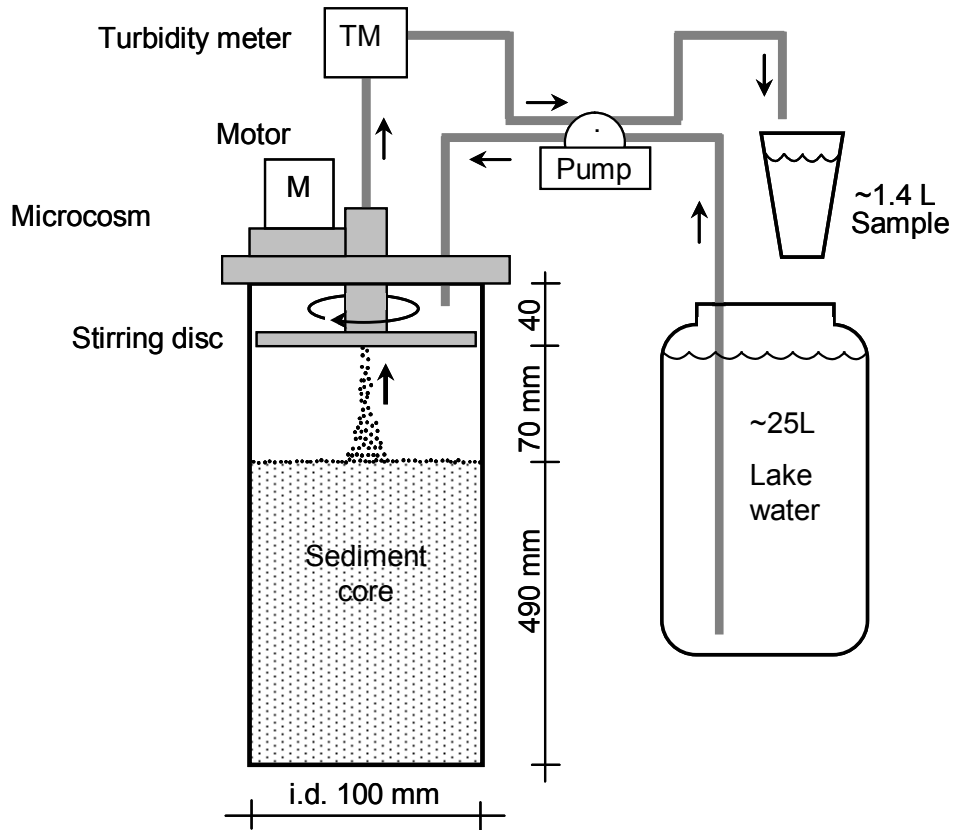 Turbidity meter
TM
Motor
M
Pump
Microcosm
~1.4 L
Sample
Stirring disc
40
70 mm
~25L
Lake
water
Sediment
core
490 mm
i.d. 100 mm